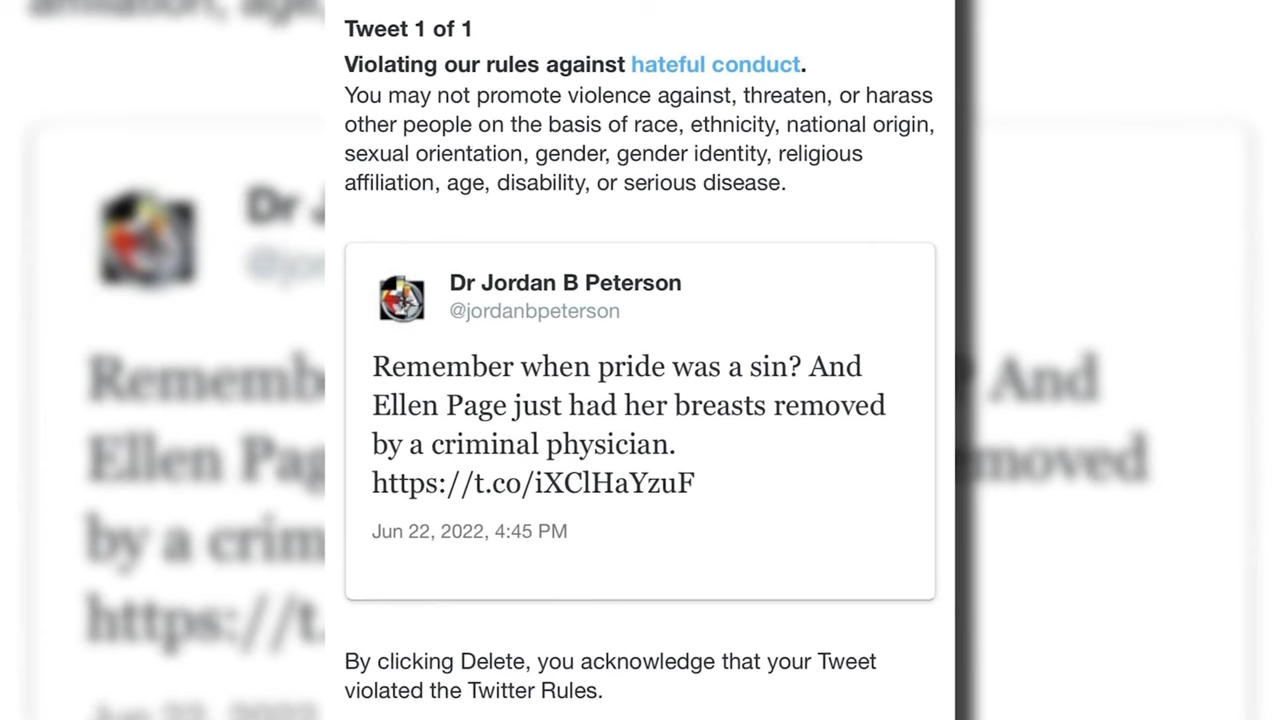 Tweet 1 of 1
Violating our rules against hateful conduct.
You may not promote violence against, threaten, or harass
other people on the basis of race, ethnicity, national origin,
sexual orientation, gender, gender identity, religious
affiliation, age, disability, or serious disease.
Dr Jordan B Peterson
@jordanbpeterson
Remember when pride was a sin? And
Ellen Page just had her breasts removed
by a criminal physician.
https://t.co/iXClHaYzuF
Jun 22, 2022, 4:45 PM
By clicking Delete, you acknowledge that your Tweet
violated the Twitter Rules.